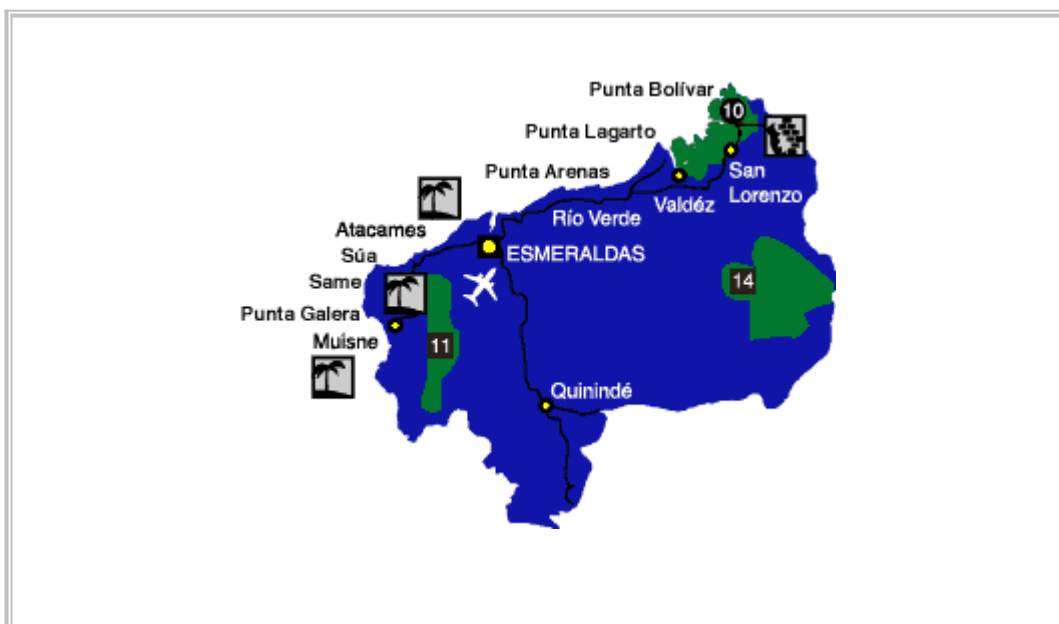 Punta Bolívar
10
Punta Lagarto
Punta Arenas
San
Lorenzo
Valdéz
Río Verde
Atacames
ESMERALDAS
Súa
Same
14
Punta Galera
Muisne
11
Quinindé